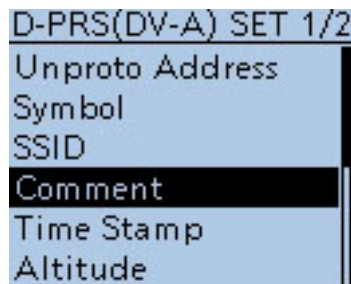 D-PRS(DV-A) SET 1/2
Unproto Address
Symbol
SSID
Comment
Time Stamp
Altitude